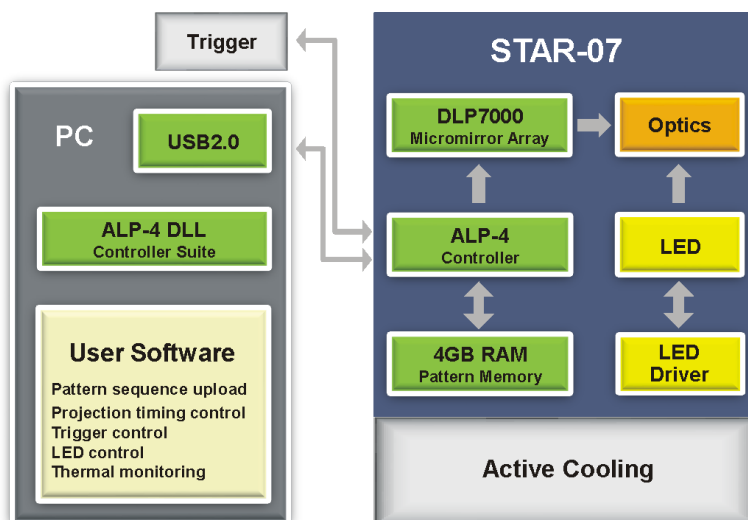 Trigger
PC
USB2.0
ALP-4 DLL
Controller Suite
User Software
Pattern sequence upload
Projection timing control
Trigger control
LED control
Thermal monitoring
STAR-07
DLP7000
Micromirror Array
Optics
ALP-4
Controller
LED
4GB RAM
Pattern Memory
LED
Driver
Active Cooling